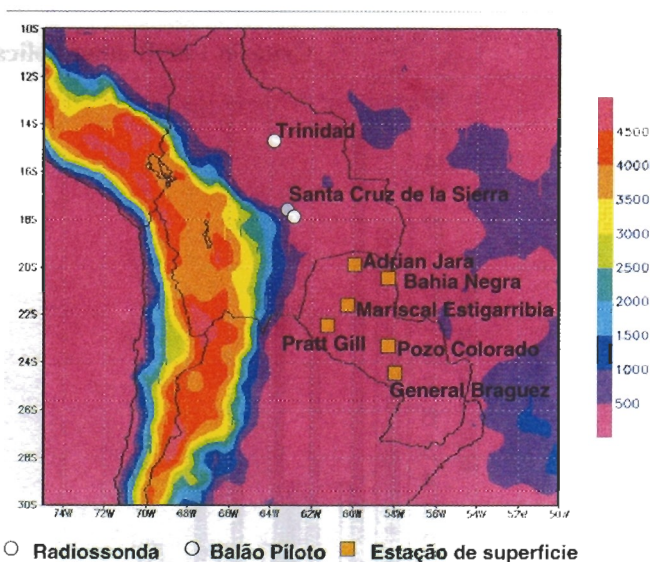 10S
12S
14S
16S
18S
20S
22S
24S
26S
28S
30S
74W 72W 70W 68W 66W 64W 62W 60W 58W 56W 54W 52W 50W
Trinidad
Santa Cruz de la Sierra
Adrian Jara
Bahia Negra
Mariscal Estigarribia
Pratt Gill
Pozo Colorado
General Braguez
4500
4000
3500
3000
2500
2000
1500
1000
500
Radiossonda Balão Piloto Estação de superficie